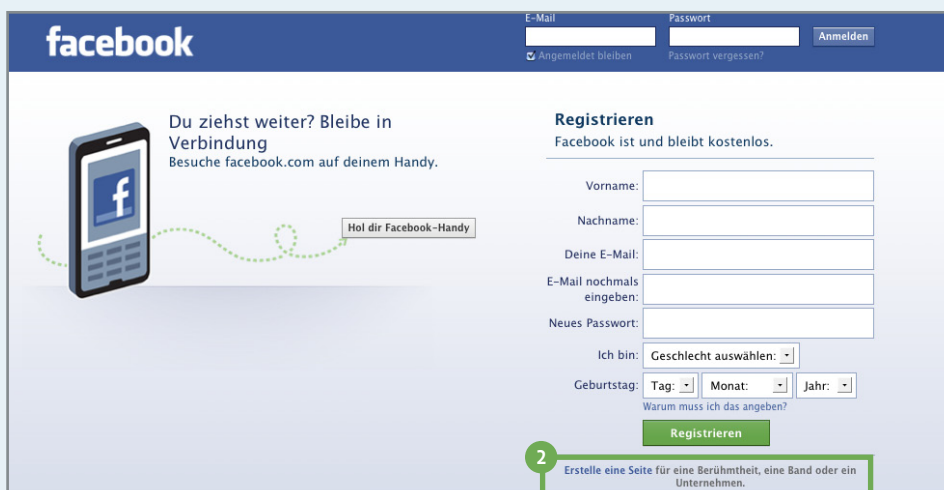 facebook
E-Mail
Passwort
Anmelden
Angemeldet bleiben
Passwort vergessen?
Du ziehst weiter? Bleibe in
Verbindung
Besuche facebook.com auf deinem Handy.
f
Hol dir Facebook-Handy
Registrieren
Facebook ist und bleibt kostenlos.
Vorname:
Nachname:
Deine E-Mail:
E-Mail nochmals
eingeben:
Neues Passwort:
Ich bin: Geschlecht auswählen:
Geburtstag: Tag: Monat: Jahr:
Warum muss ich das angeben?
Registrieren
2
Erstelle eine Seite für eine Berühmtheit, eine Band oder ein
Unternehmen.